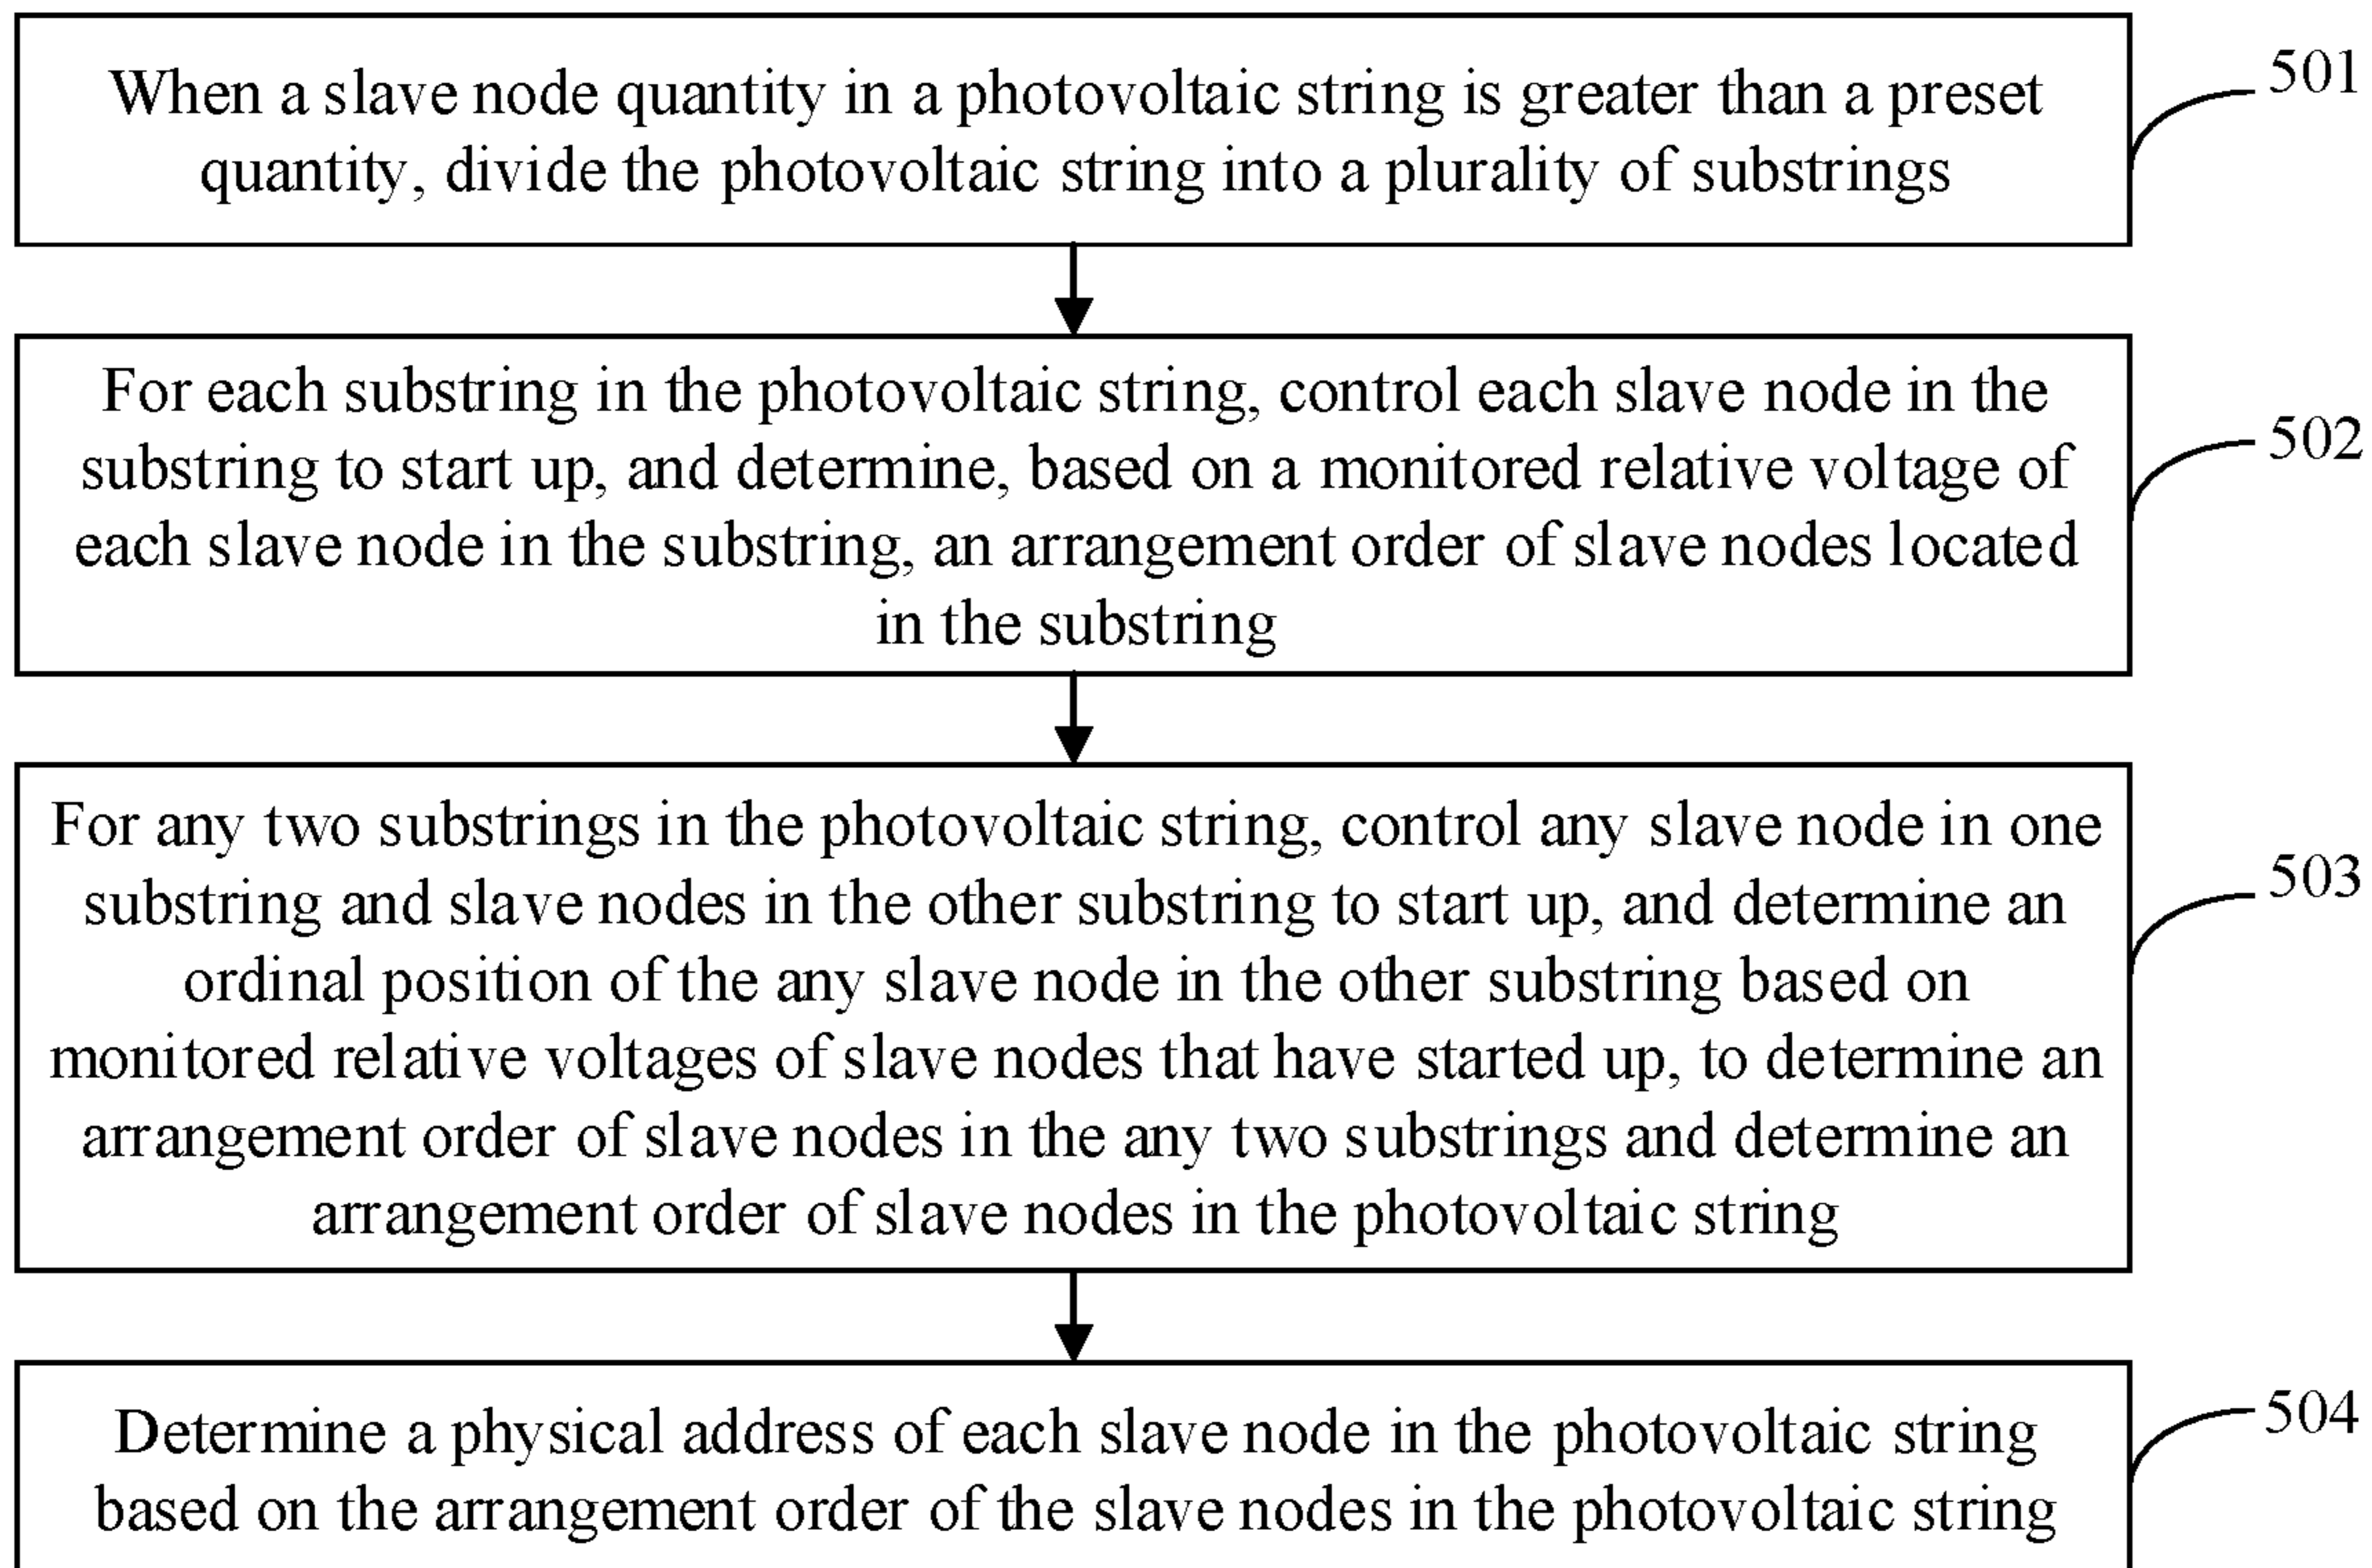 When a slave node quantity in a photovoltaic string is greater than a preset
quantity, divide the photovoltaic string into a plurality of substrings
501
For each substring in the photovoltaic string, control each slave node in the
substring to start up, and determine, based on a monitored relative voltage of
each slave node in the substring, an arrangement order of slave nodes located
in the substring
502
For any two substrings in the photovoltaic string, control any slave node in one
substring and slave nodes in the other substring to start up, and determine an
ordinal position of the any slave node in the other substring based on
monitored relative voltages of slave nodes that have started up, to determine an
arrangement order of slave nodes in the any two substrings and determine an
arrangement order of slave nodes in the photovoltaic string
503
Determine a physical address of each slave node in the photovoltaic string
based on the arrangement order of the slave nodes in the photovoltaic string
504